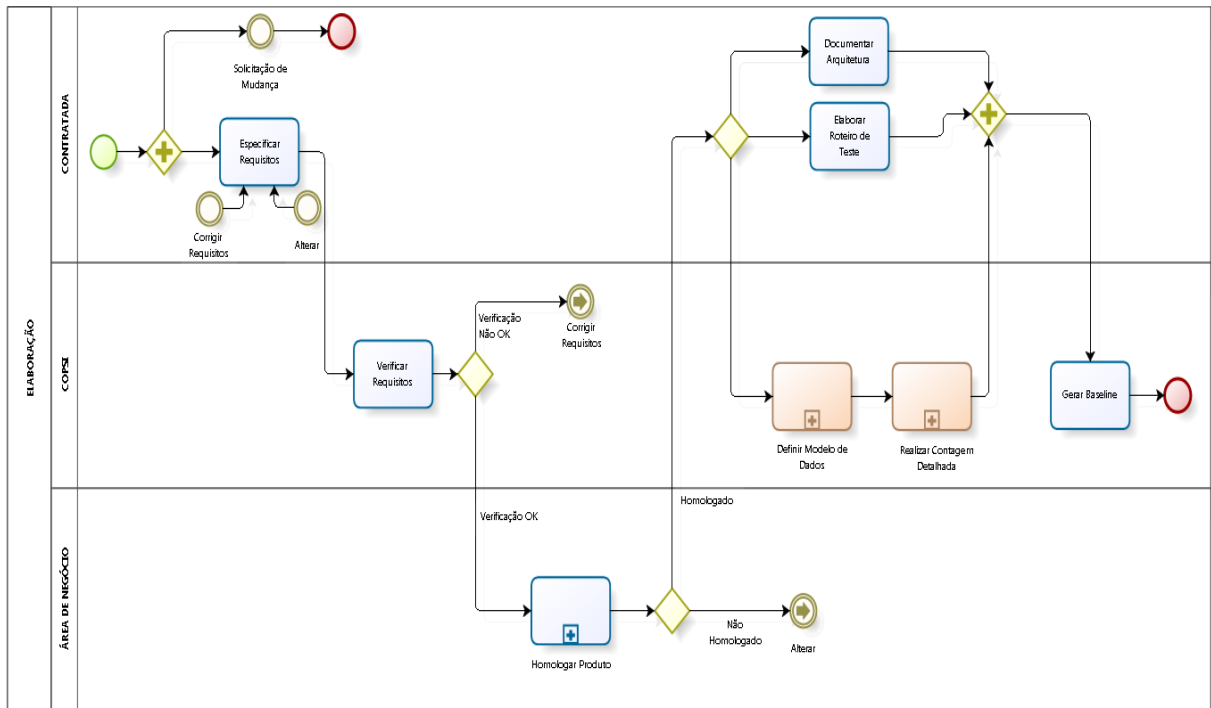 ELABORAÇÃO
CONTRATADA
Solicitação de
Mudança
Especificar
Requisitos
Corrigir
Requisitos
Alterar
Documentar
Arquitetura
Elaborar
Roteiro de
Teste
COPSI
Verificar
Requisitos
Verificação
Não OK
Corrigir
Requisitos
Definir Modelo de
Dados
Realizar Contagem
Detalhada
Gerar Baseline
ÁREA DE NEGÓCIO
Verificação OK
Homologar Produto
Homologado
Não
Homologado
Alterar